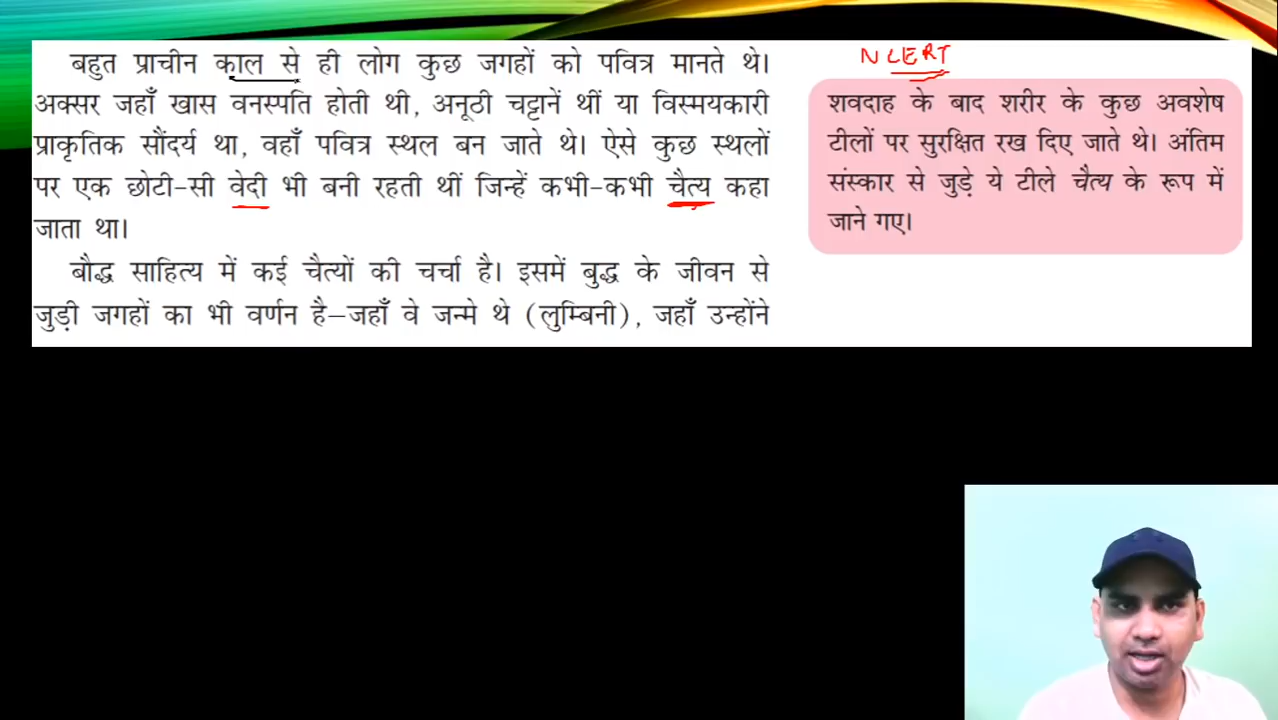 बहुत प्राचीन काल से ही लोग कुछ जगहों को पवित्र मानते थे।
अक्सर जहाँ खास वनस्पति होती थी, अनूठी चट्टानें थीं या विस्मयकारी
प्राकृतिक सौंदर्य था, वहाँ पवित्र स्थल बन जाते थे। ऐसे कुछ स्थलों
पर एक छोटी-सी वेदी भी बनी रहती थीं जिन्हें कभी-कभी चैत्य कहा
जाता था।
बौद्ध साहित्य में कई चैत्यों की चर्चा है। इसमें बुद्ध के जीवन से
जुड़ी जगहों का भी वर्णन है–जहाँ वे जन्मे थे (लुम्बिनी), जहाँ उन्होंने
NCERT
शवदाह के बाद शरीर के कुछ अवशेष
टीलों पर सुरक्षित रख दिए जाते थे। अंतिम
संस्कार से जुड़े ये टीले चैत्य के रूप में
जाने गए।